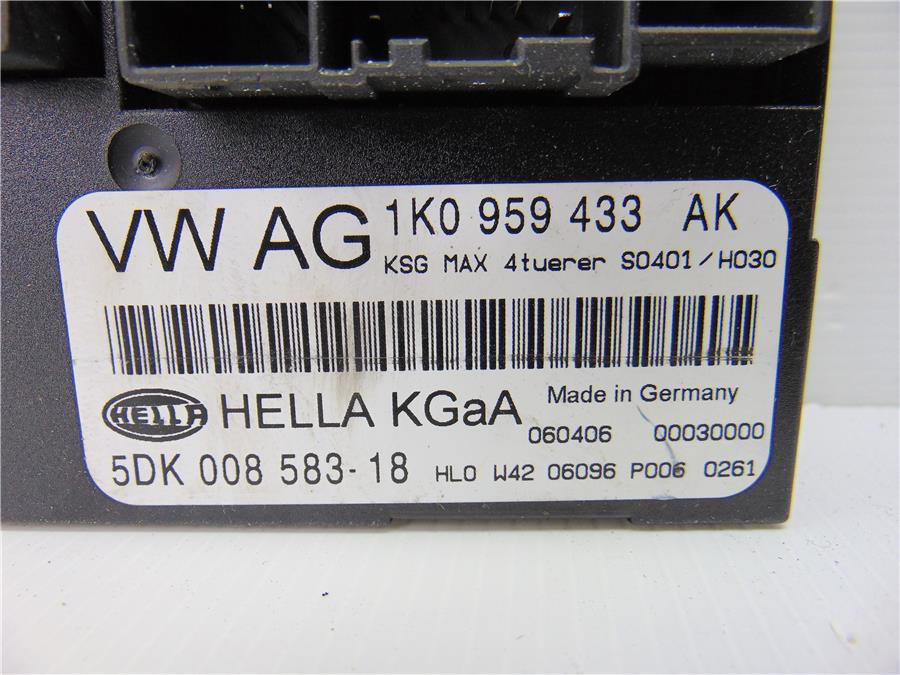 VW AG 1K0 959 433 AK
KSG MAX 4tuerer S0401/H030
HELLA HELLA KGaA Made in Germany
060406 00030000
5DK 008 583-18 HL0 W42 06096 P006 0261